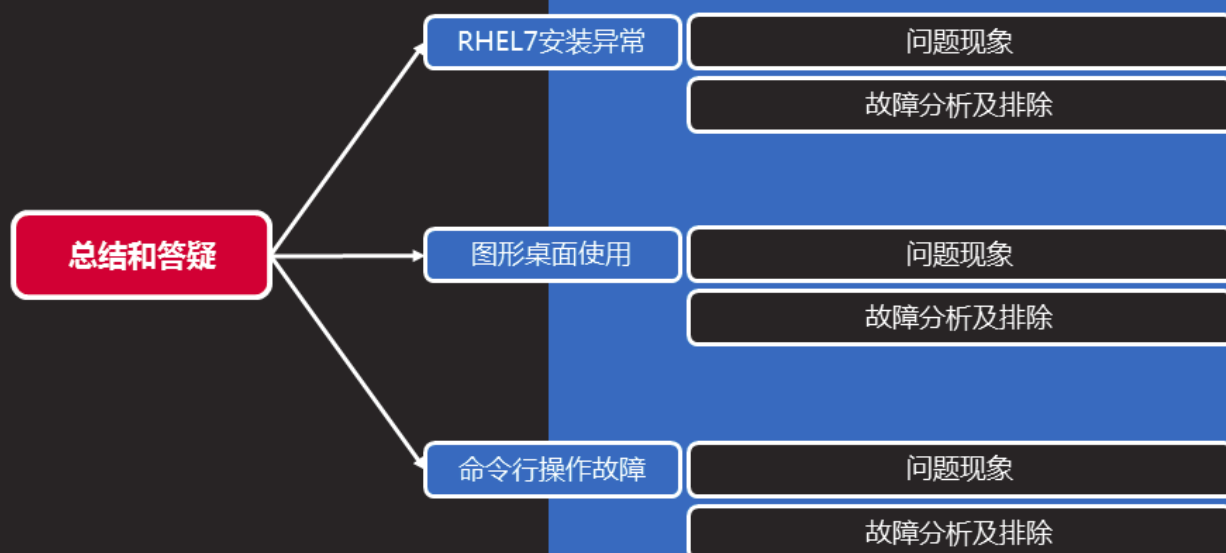 总结和答疑
RHEL7安装异常
问题现象
故障分析及排除
图形桌面使用
问题现象
故障分析及排除
命令行操作故障
问题现象
故障分析及排除